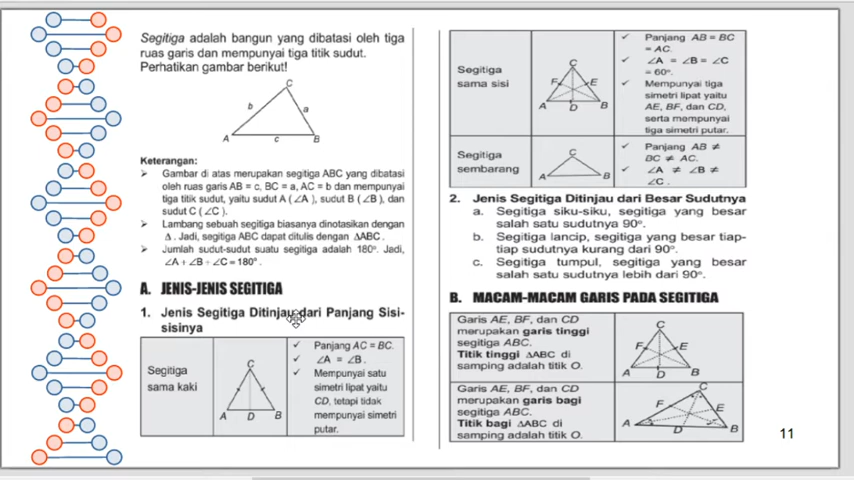 Segitiga adalah bangun yang dibatasi oleh tiga
ruas garis dan mempunyai tiga titik sudut.
Perhatikan gambar berikut!
C
b
a
A
c
B
Keterangan:
➢ Gambar di atas merupakan segitiga ABC yang dibatasi
oleh ruas garis AB = c, BC = a, AC = b dan mempunyai
tiga titik sudut, yaitu sudut A (∠A), sudut B (∠B), dan
sudut C (∠C).
➢ Lambang sebuah segitiga biasanya dinotasikan dengan
Δ. Jadi, segitiga ABC dapat ditulis dengan ΔABC.
➢ Jumlah sudut-sudut suatu segitiga adalah 180°. Jadi,
∠A + ∠B + ∠C = 180°.
A. JENIS-JENIS SEGITIGA
1. Jenis Segitiga Ditinjau dari Panjang Sisi-
sisinya
Segitiga
sama kaki
C
A D B
✓ Panjang AC = BC.
✓ ∠A = ∠B.
✓ Mempunyai satu
simetri lipat yaitu
CD, tetapi tidak
mempunyai simetri
putar.
Segitiga
sama sisi
C
F E
A D B
✓ Panjang AB = BC
= AC.
✓ ∠A = ∠B = ∠C
= 60°.
✓ Mempunyai tiga
simetri lipat yaitu
AE, BF, dan CD,
serta mempunyai
tiga simetri putar.
Segitiga
sembarang
C
A B
✓ Panjang AB ≠
BC ≠ AC.
✓ ∠A ≠ ∠B ≠
∠C.
2. Jenis Segitiga Ditinjau dari Besar Sudutnya
a. Segitiga siku-siku, segitiga yang besar
salah satu sudutnya 90°.
b. Segitiga lancip, segitiga yang besar tiap-
tiap sudutnya kurang dari 90°.
c. Segitiga tumpul, segitiga yang besar
salah satu sudutnya lebih dari 90°.
B. MACAM-MACAM GARIS PADA SEGITIGA
Garis AE, BF, dan CD
merupakan garis tinggi
segitiga ABC.
Titik tinggi ΔABC di
samping adalah titik O.
C
F E
A D B
Garis AE, BF, dan CD
merupakan garis bagi
segitiga ABC.
Titik bagi ΔABC di
samping adalah titik O.
C
F E
A D B
11